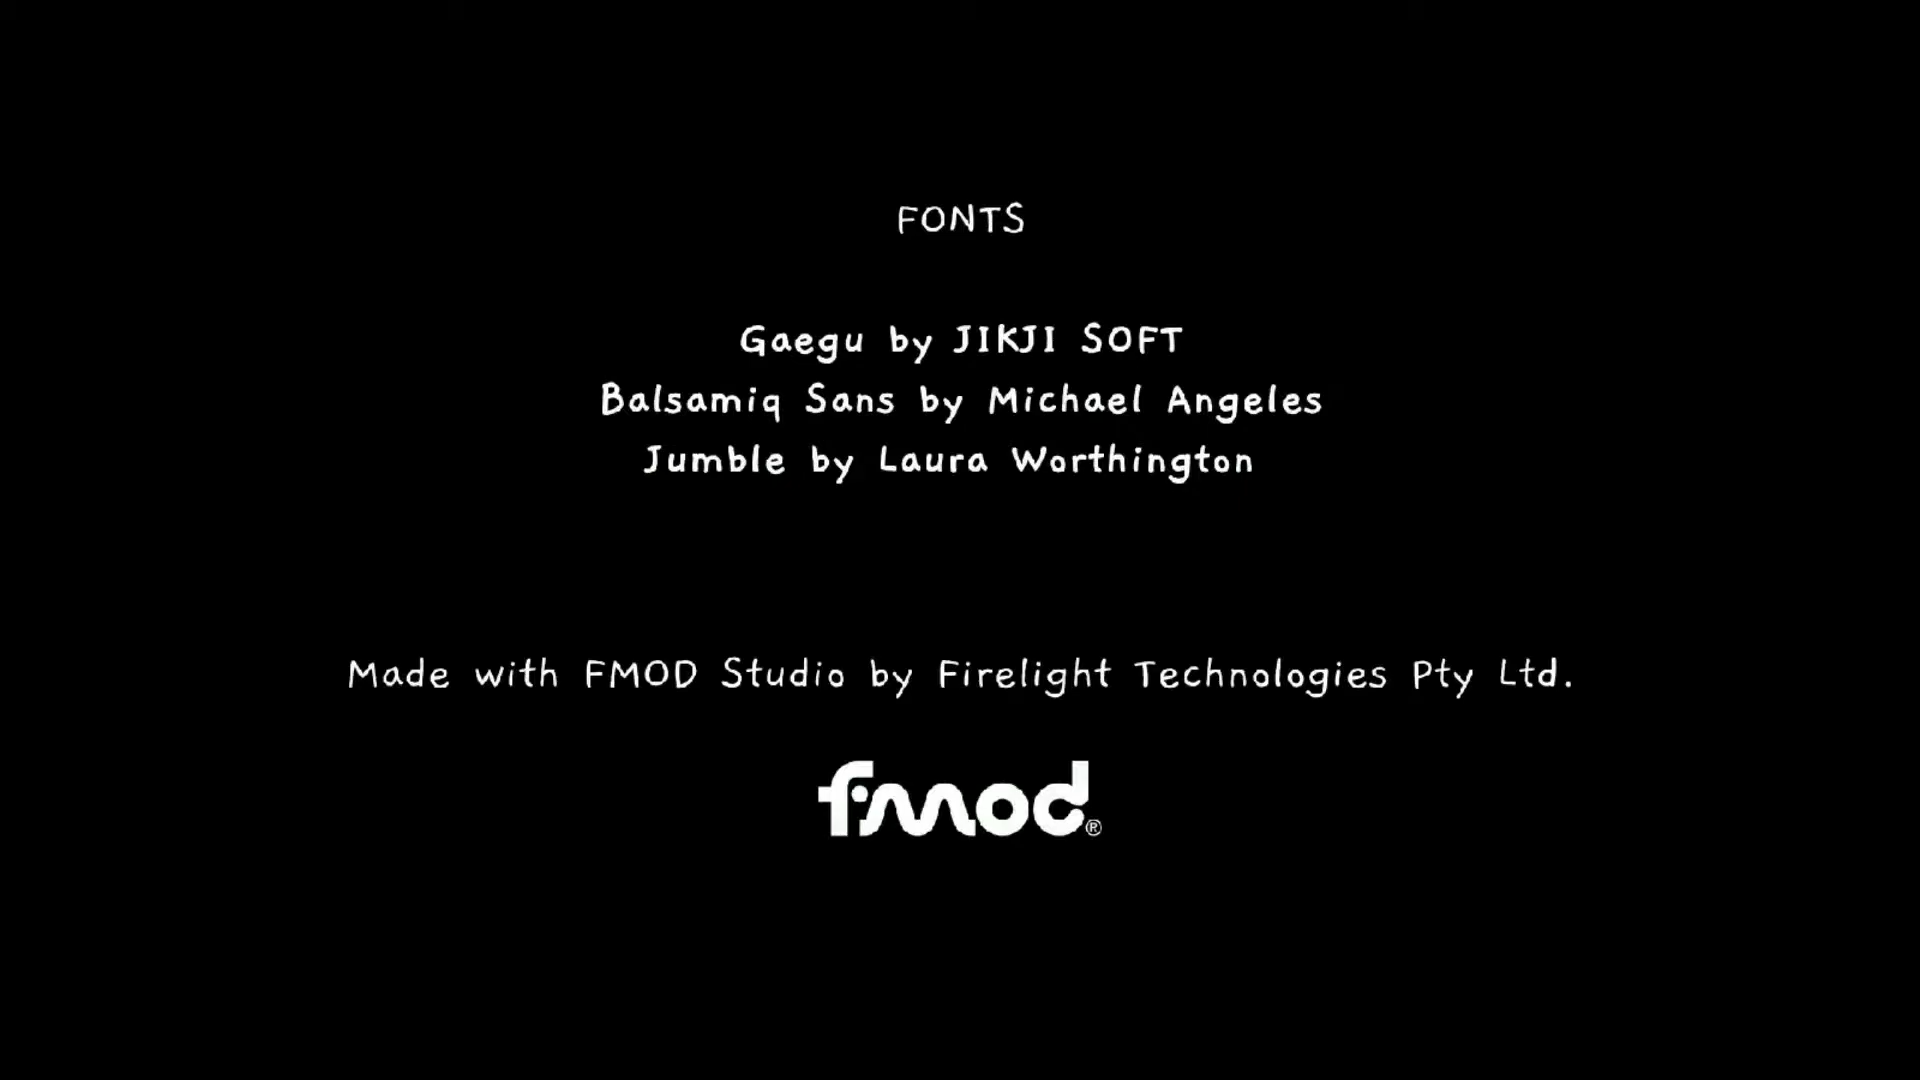 FONTS
Gaegu by JIKJI SOFT
Balsamiq Sans by Michael Angeles
Jumble by Laura Worthington
Made with FMOD Studio by Firelight Technologies Pty Ltd.
fmod®